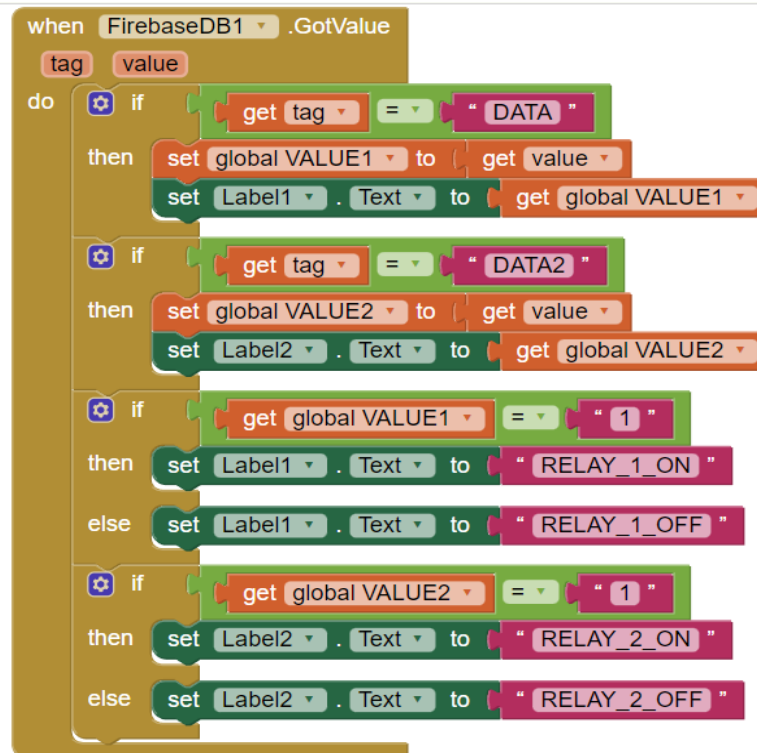 when FirebaseDB1 .GotValue
tag value
do if get tag = " DATA "
then set global VALUE1 to get value
set Label1 . Text to get global VALUE1
if get tag = " DATA2 "
then set global VALUE2 to get value
set Label2 . Text to get global VALUE2
if get global VALUE1 = " 1 "
then set Label1 . Text to " RELAY_1_ON "
else set Label1 . Text to " RELAY_1_OFF "
if get global VALUE2 = " 1 "
then set Label2 . Text to " RELAY_2_ON "
else set Label2 . Text to " RELAY_2_OFF "